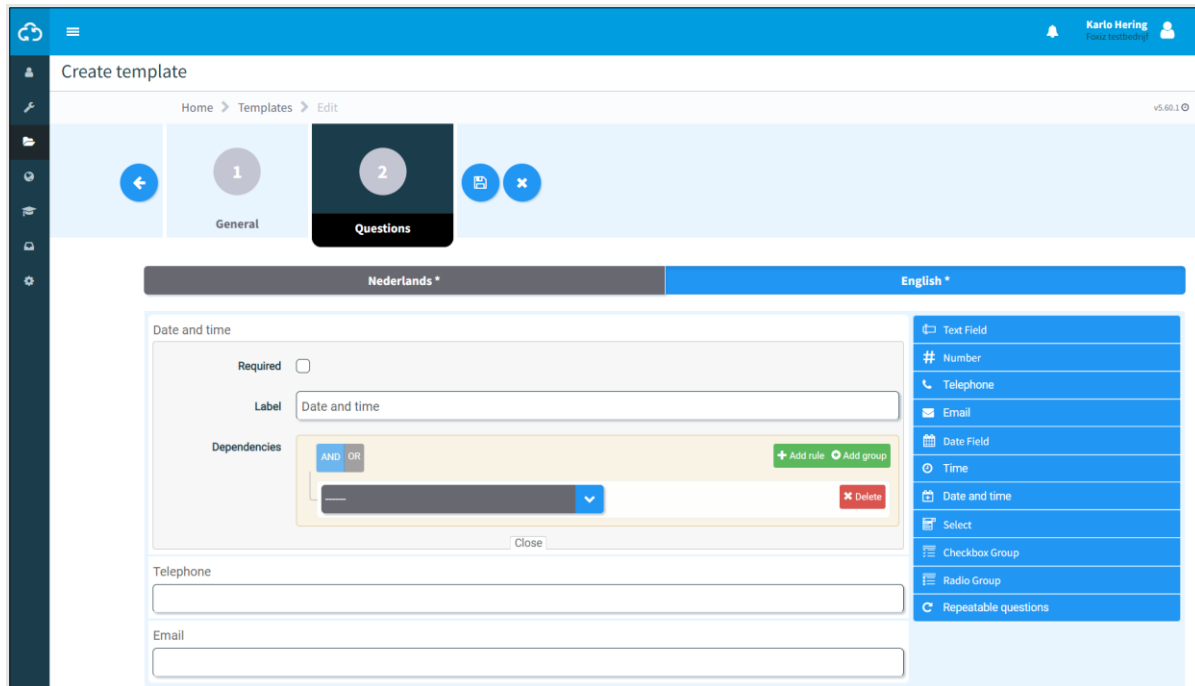 Karlo Hering
Foxiz testbedrijf
Create template
Home Templates Edit
v5.60.1
1
General
2
Questions
Nederlands *
English *
Date and time
Required
Label
Date and time
Dependencies
AND OR
Add rule Add group
-----
Delete
Close
Telephone
Email
Text Field
Number
Telephone
Email
Date Field
Time
Date and time
Select
Checkbox Group
Radio Group
Repeatable questions